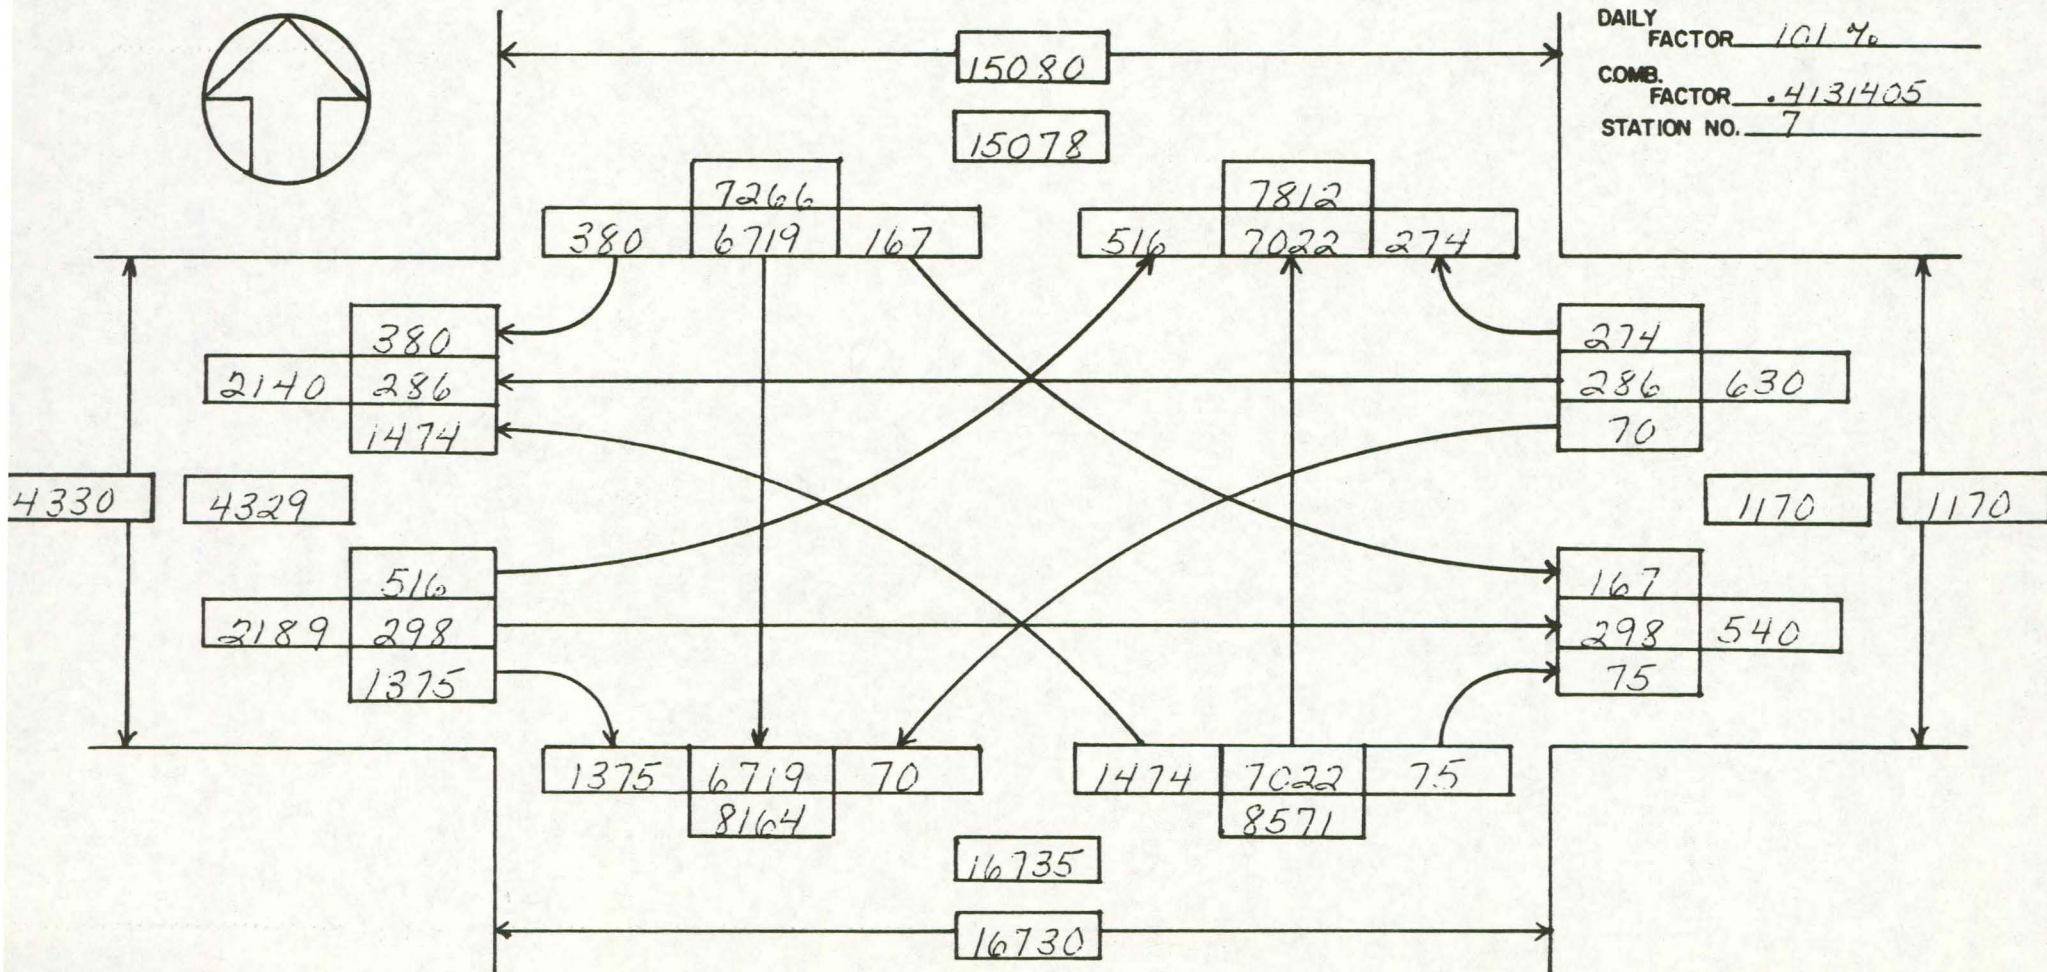 DAILY
FACTOR 101 %
COMB.
FACTOR .4131405
STATION NO. 7
15080
15078
7266
7812
380 6719 167
516 7022 274
380
2140 286
1474
274
286 630
70
4330
4329
1170
1170
516
2189 298
1375
167
298 540
75
1375 6719 70
8164
1474 7022 75
8571
16735
16730